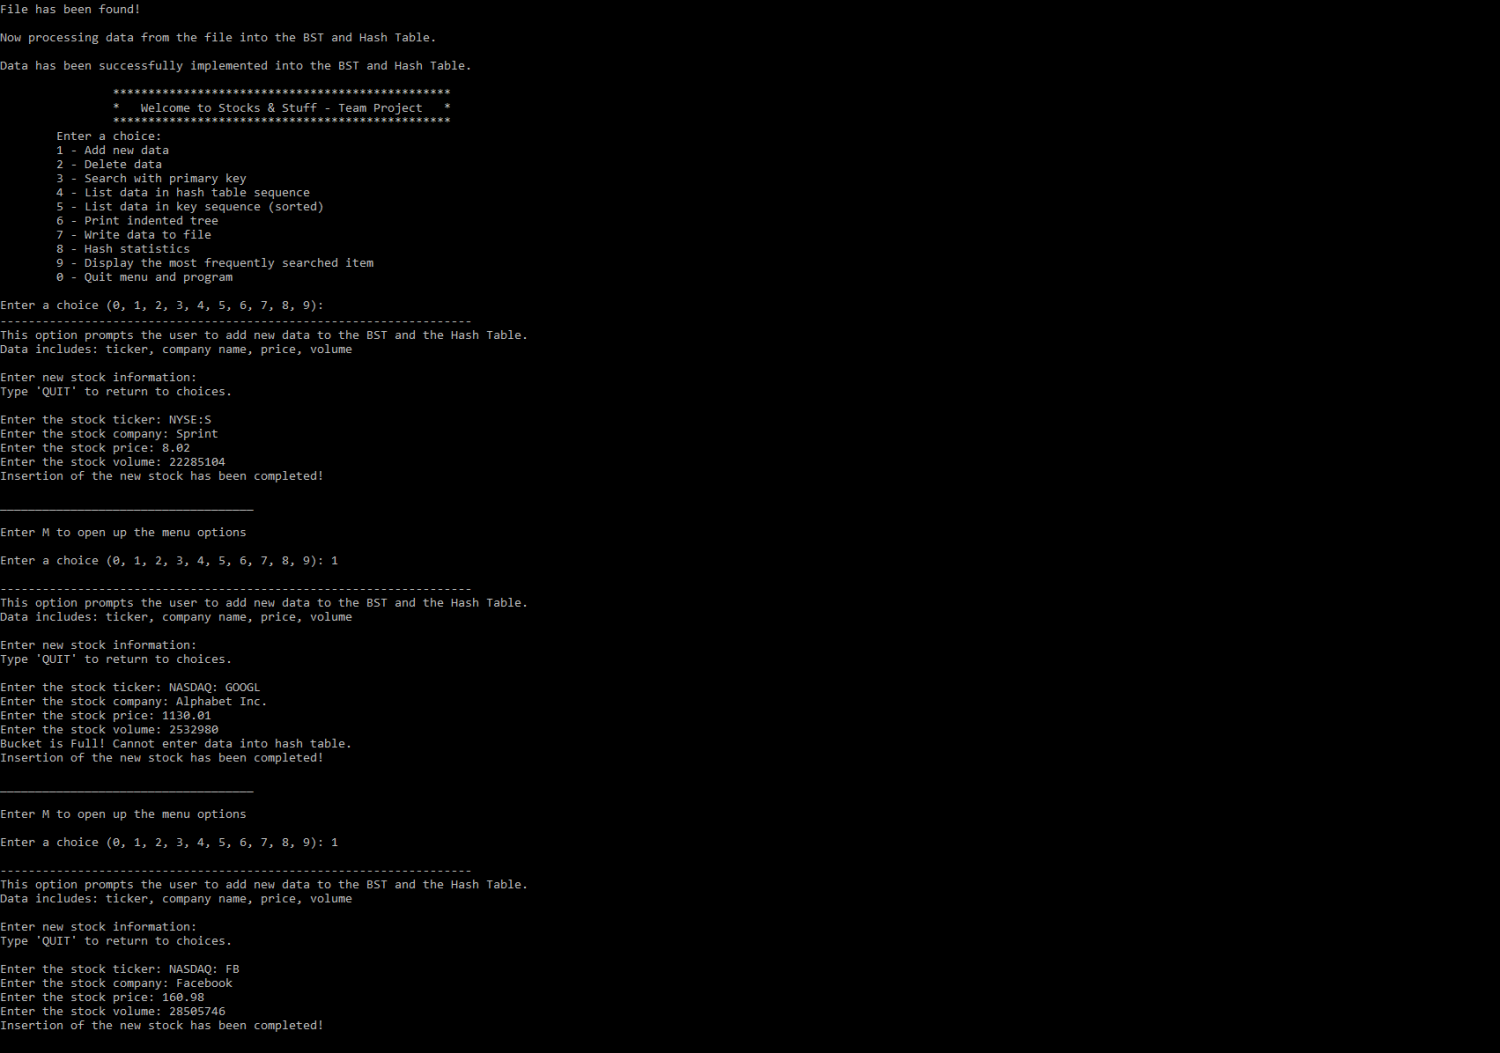 File has been found!
Now processing data from the file into the BST and Hash Table.
Data has been successfully implemented into the BST and Hash Table.
************************************************
* Welcome to Stocks & Stuff - Team Project *
************************************************
Enter a choice:
1 - Add new data
2 - Delete data
3 - Search with primary key
4 - List data in hash table sequence
5 - List data in key sequence (sorted)
6 - Print indented tree
7 - Write data to file
8 - Hash statistics
9 - Display the most frequently searched item
0 - Quit menu and program
Enter a choice (0, 1, 2, 3, 4, 5, 6, 7, 8, 9):
-------------------------------------------------------------------
This option prompts the user to add new data to the BST and the Hash Table.
Data includes: ticker, company name, price, volume
Enter new stock information:
Type 'QUIT' to return to choices.
Enter the stock ticker: NYSE:S
Enter the stock company: Sprint
Enter the stock price: 8.02
Enter the stock volume: 22285104
Insertion of the new stock has been completed!
____________________________________
Enter M to open up the menu options
Enter a choice (0, 1, 2, 3, 4, 5, 6, 7, 8, 9): 1
-------------------------------------------------------------------
This option prompts the user to add new data to the BST and the Hash Table.
Data includes: ticker, company name, price, volume
Enter new stock information:
Type 'QUIT' to return to choices.
Enter the stock ticker: NASDAQ: GOOGL
Enter the stock company: Alphabet Inc.
Enter the stock price: 1130.01
Enter the stock volume: 2532980
Bucket is Full! Cannot enter data into hash table.
Insertion of the new stock has been completed!
____________________________________
Enter M to open up the menu options
Enter a choice (0, 1, 2, 3, 4, 5, 6, 7, 8, 9): 1
-------------------------------------------------------------------
This option prompts the user to add new data to the BST and the Hash Table.
Data includes: ticker, company name, price, volume
Enter new stock information:
Type 'QUIT' to return to choices.
Enter the stock ticker: NASDAQ: FB
Enter the stock company: Facebook
Enter the stock price: 160.98
Enter the stock volume: 28505746
Insertion of the new stock has been completed!